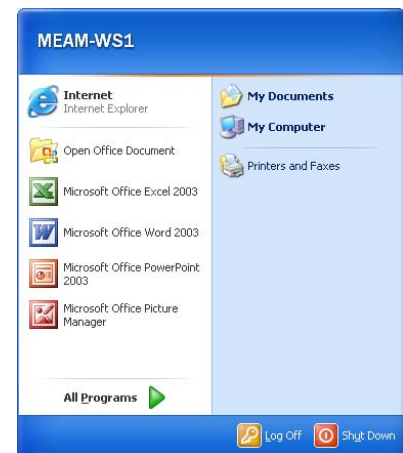 MEAM-WS1
Internet
Internet Explorer
Open Office Document
Microsoft Office Excel 2003
Microsoft Office Word 2003
Microsoft Office PowerPoint
2003
Microsoft Office Picture
Manager
All Programs
My Documents
My Computer
Printers and Faxes
Log Off
Shut Down